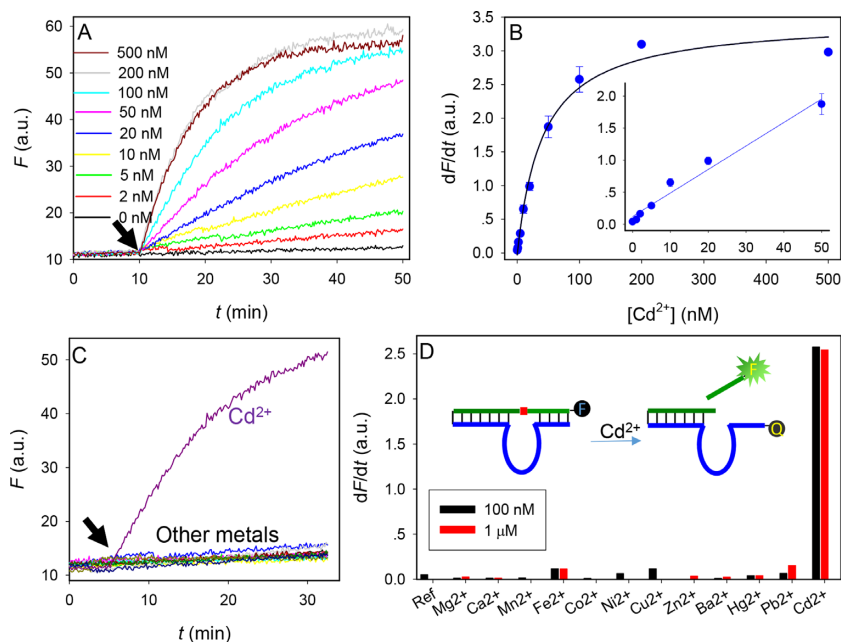 A
500 nM
200 nM
100 nM
50 nM
20 nM
10 nM
5 nM
2 nM
0 nM
60
50
40
30
20
10
F (a.u.)
0 10 20 30 40 50
t (min)
B
3.5
3.0
2.5
2.0
1.5
1.0
.5
.0
dF/dt (a.u.)
0 100 200 300 400 500
[Cd²⁺] (nM)
2.0
1.5
1.0
.5
.0
0 10 20 30 40 50
C
50
40
30
20
10
F (a.u.)
Cd²⁺
Other metals
0 10 20 30
t (min)
D
2.5
2.0
1.5
1.0
.5
0.0
dF/dt (a.u.)
F
F
Cd²⁺
Q
100 nM
1 μM
Ref Mg2+ Ca2+ Mn2+ Fe2+ Co2+ Ni2+ Cu2+ Zn2+ Ba2+ Hg2+ Pb2+ Cd2+